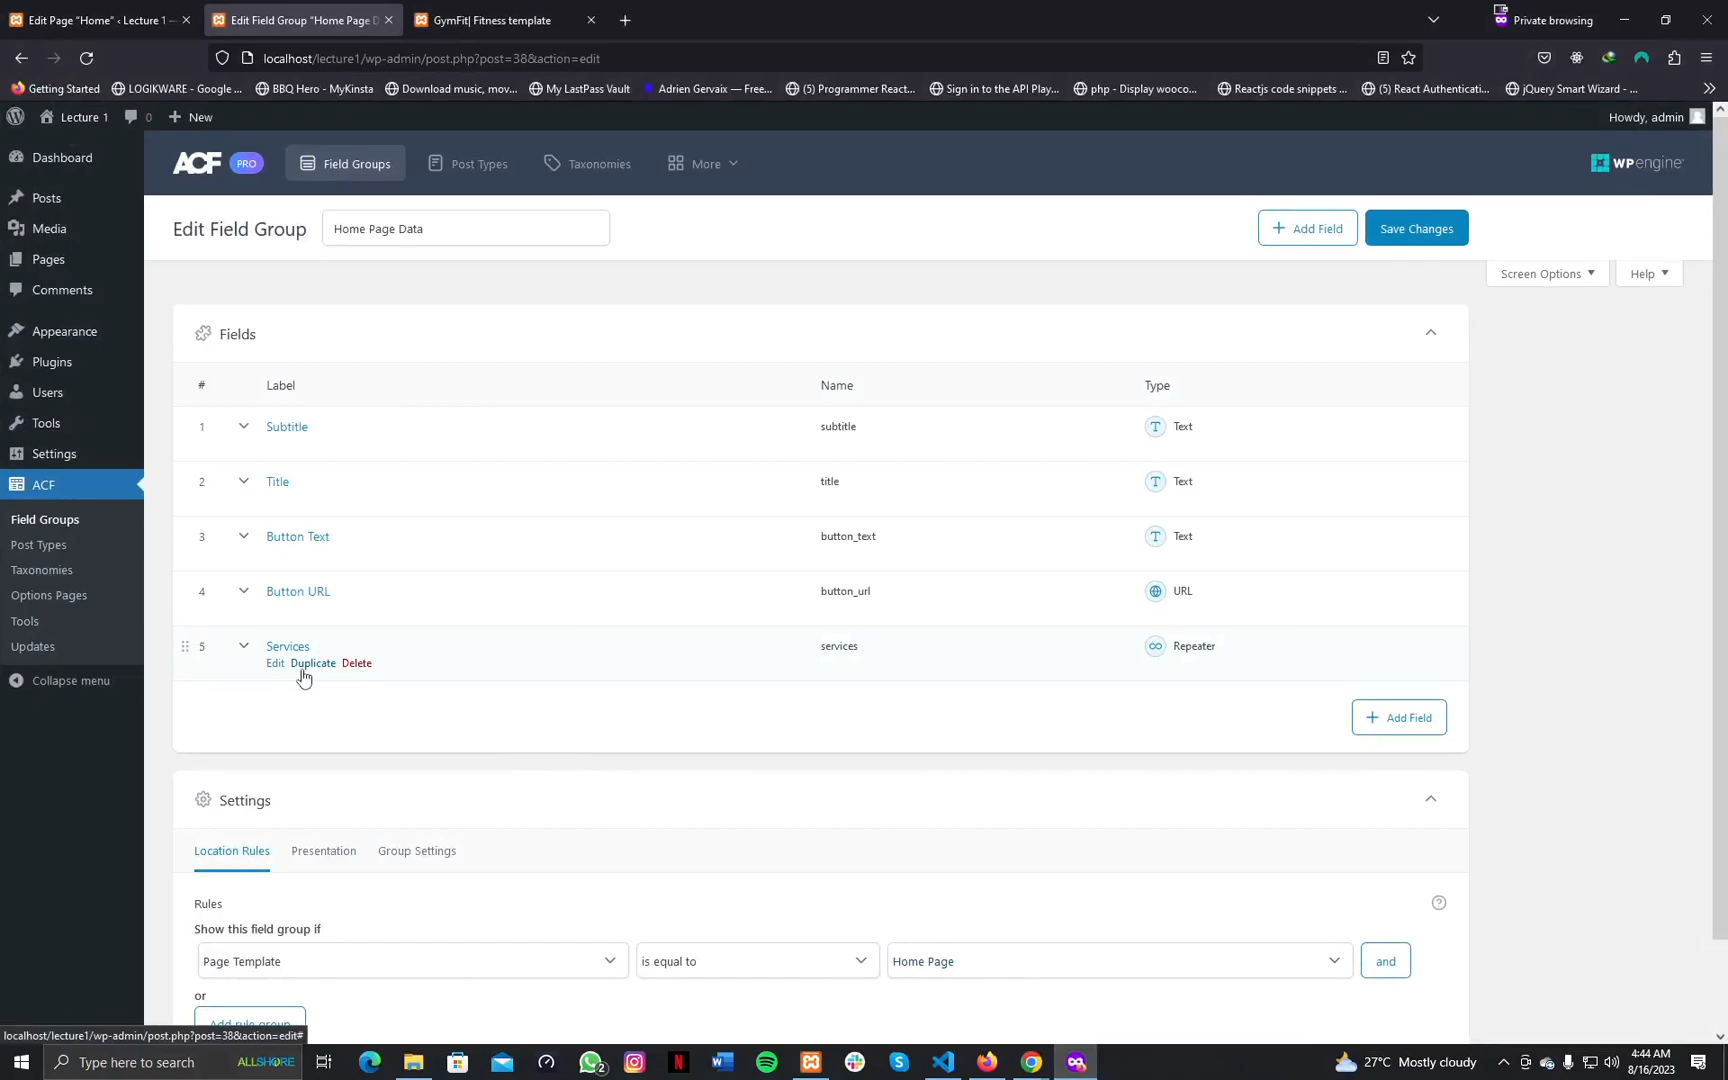 Edit Page "Home" ‹ Lecture 1 —
Edit Field Group "Home Page D
GymFit| Fitness template
Private browsing
localhost/lecture1/wp-admin/post.php?post=38&action=edit
Getting Started
LOGIKWARE - Google ...
BBQ Hero - MyKinsta
Download music, mov...
My LastPass Vault
Adrien Gervaix — Free...
(5) Programmer React...
Sign in to the API Play...
php - Display wooco...
Reactjs code snippets ...
(5) React Authenticati...
jQuery Smart Wizard - ...
Lecture 1
0
New
Howdy, admin
Dashboard
Posts
Media
Pages
Comments
Appearance
Plugins
Users
Tools
Settings
ACF
Field Groups
Post Types
Taxonomies
Options Pages
Tools
Updates
Collapse menu
ACF PRO
Field Groups
Post Types
Taxonomies
More
WPengine
Edit Field Group
Home Page Data
Add Field
Save Changes
Screen Options
Help
Fields
# Label Name Type
1 Subtitle subtitle Text
2 Title title Text
3 Button Text button_text Text
4 Button URL button_url URL
5 Services services Repeater
Edit Duplicate Delete
Add Field
Settings
Location Rules Presentation Group Settings
Rules
Show this field group if
Page Template is equal to Home Page and
or
Add rule group
localhost/lecture1/wp-admin/post.php?post=38&action=edit#
Type here to search
ALLSHORE
2
27°C Mostly cloudy
4:44 AM
8/16/2023